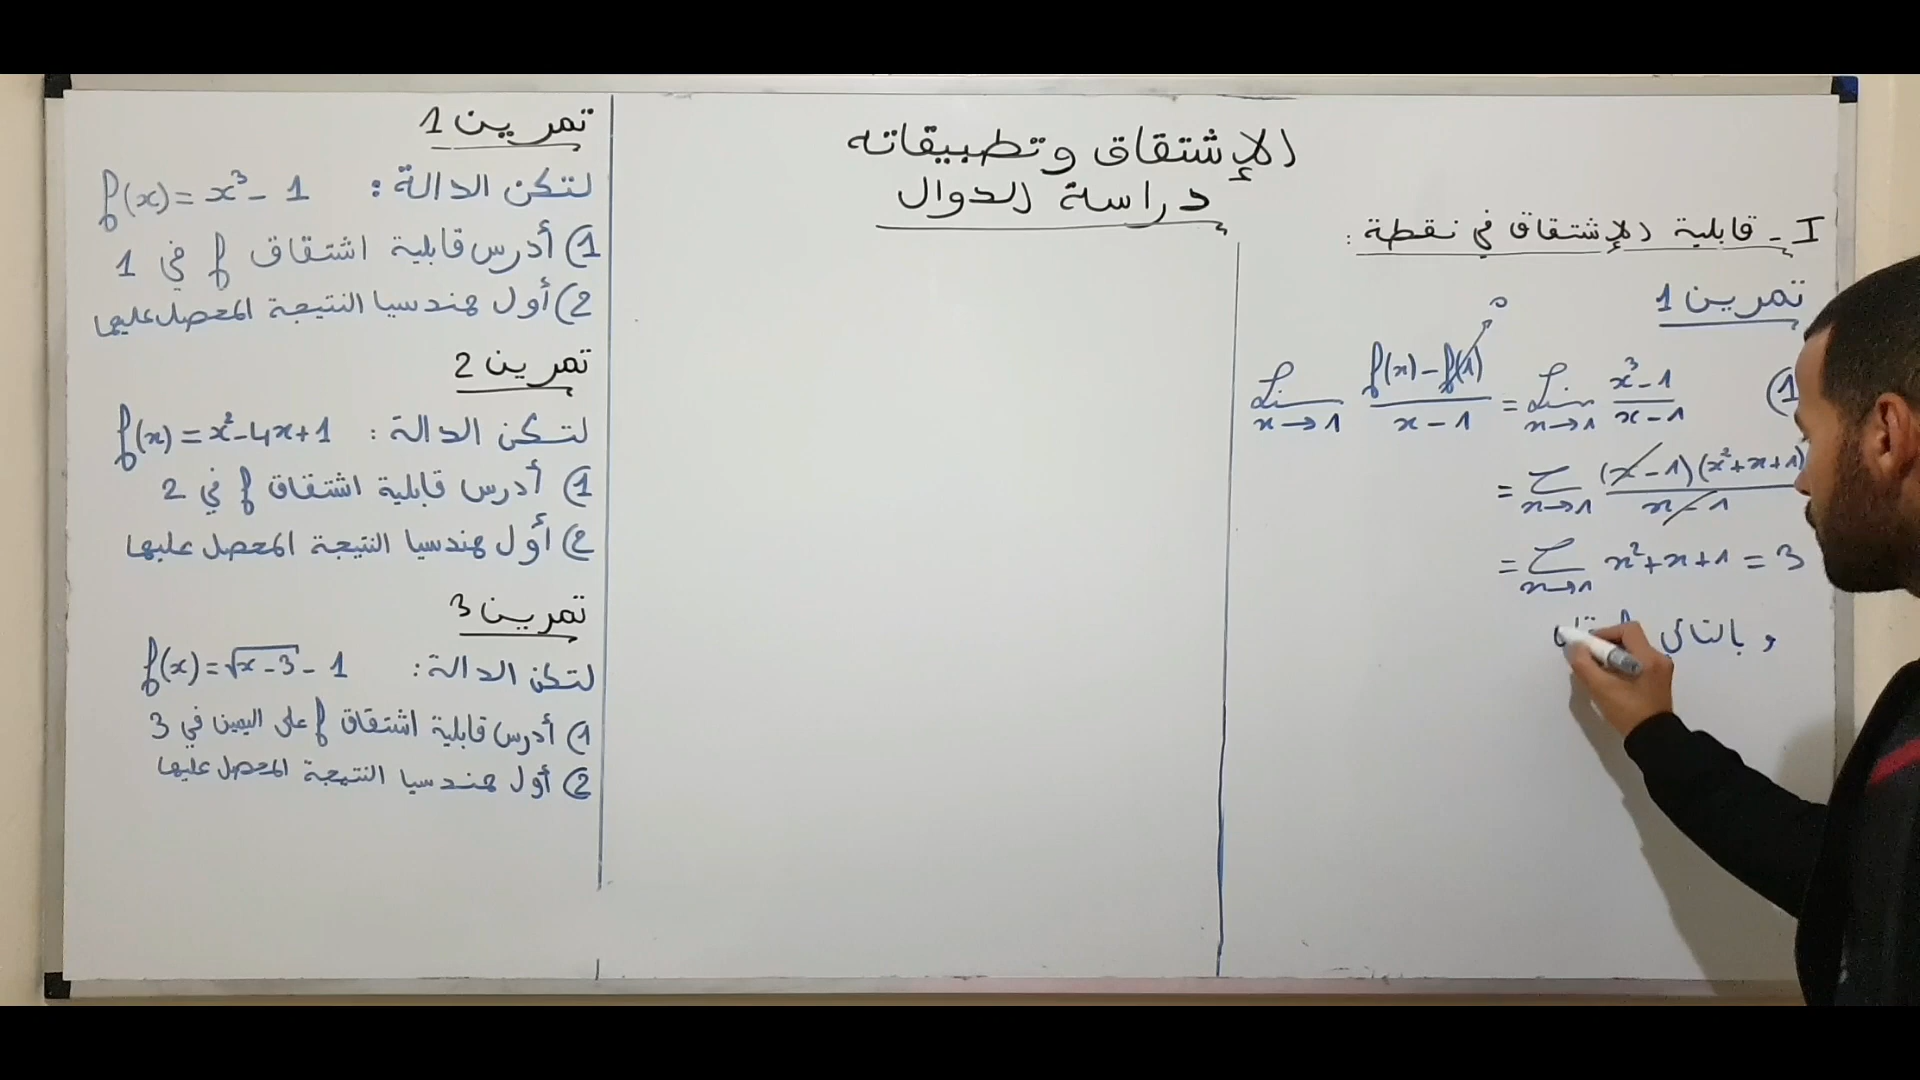 الإشتقاق وتطبيقاته
دراسة الدوال
I - قابلية الإشتقاق في نقطة :
تمرين 1
1) Lim x→1 (f(x) - f(1))/(x - 1) = Lim x→1 (x³ - 1)/(x - 1)
0
= Lim x→1 ((x - 1)(x² + x + 1))/(x - 1)
= Lim x→1 x² + x + 1 = 3
و بالتالي
تمرين 1
لتكن الدالة : f(x) = x³ - 1
1) أدرس قابلية اشتقاق f في 1
2) أول هندسيا النتيجة المحصل عليها
تمرين 2
لتكن الدالة : f(x) = x² - 4x + 1
1) أدرس قابلية اشتقاق f في 2
2) أول هندسيا النتيجة المحصل عليها
تمرين 3
لتكن الدالة : f(x) = √(x - 3) - 1
1) أدرس قابلية اشتقاق f على اليمين في 3
2) أول هندسيا النتيجة المحصل عليها